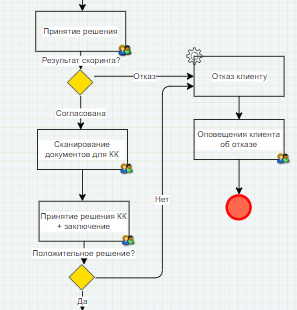 Принятие решения
Результат скоринга?
Отказ
Отказ клиенту
Согласована
Сканирование
документов для КК
Оповещения клиента
об отказе
Нет
Принятие решения КК
+ заключение
Положительное решение?
Да